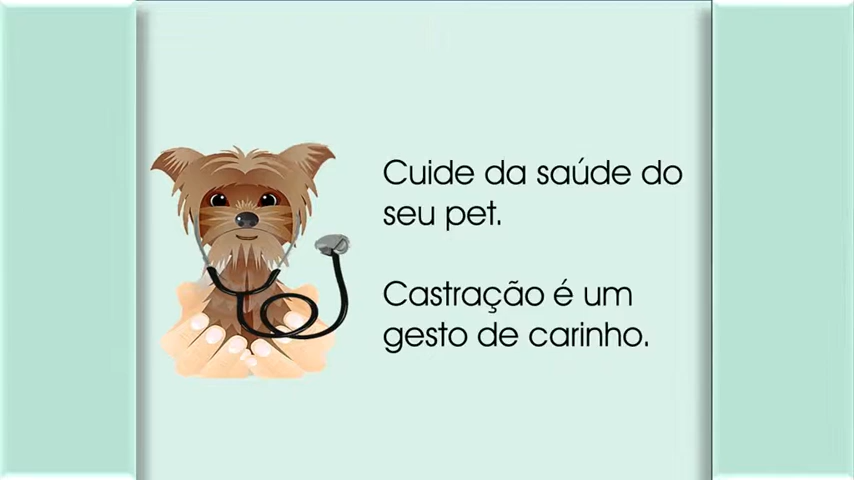 Cuide da saúde do
seu pet.
Castração é um
gesto de carinho.